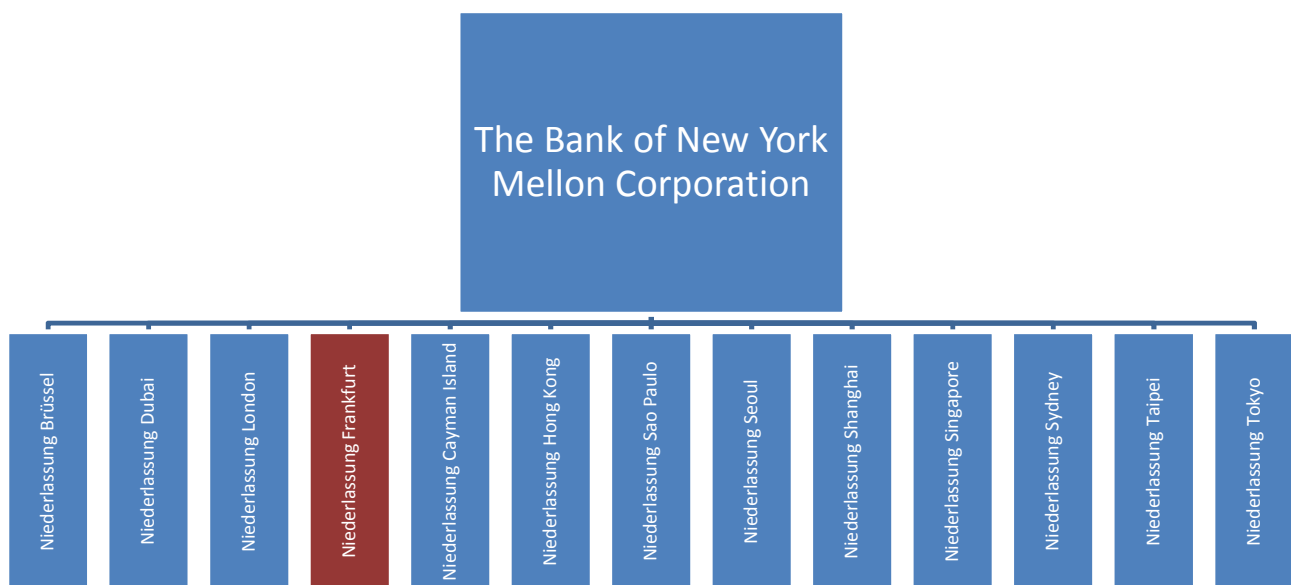 The Bank of New York
Mellon Corporation
Niederlassung Brüssel
Niederlassung Dubai
Niederlassung London
Niederlassung Frankfurt
Niederlassung Cayman Island
Niederlassung Hong Kong
Niederlassung Sao Paulo
Niederlassung Seoul
Niederlassung Shanghai
Niederlassung Singapore
Niederlassung Sydney
Niederlassung Taipei
Niederlassung Tokyo